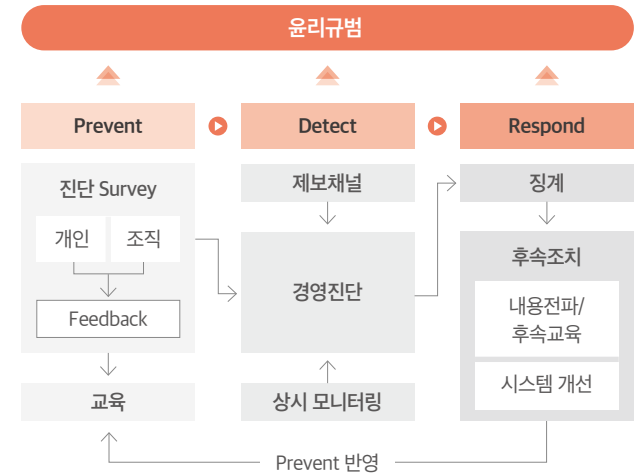 윤리규범
Prevent
Detect
Respond
진단 Survey
개인
조직
Feedback
교육
제보채널
경영진단
상시 모니터링
징계
후속조치
내용전파/
후속교육
시스템 개선
Prevent 반영